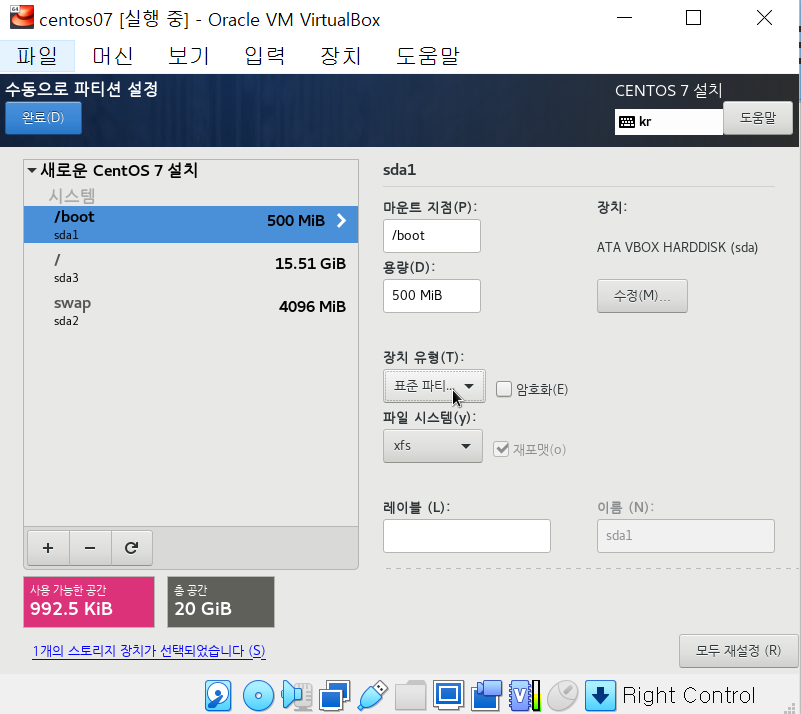 centos07 [실행 중] - Oracle VM VirtualBox
파일 머신 보기 입력 장치 도움말
수동으로 파티션 설정
CENTOS 7 설치
완료(D)
kr
도움말
새로운 CentOS 7 설치
시스템
/boot
500 MiB
sda1
/
15.51 GiB
sda3
swap
4096 MiB
sda2
sda1
마운트 지점(P):
장치:
/boot
ATA VBOX HARDDISK (sda)
용량(D):
500 MiB
수정(M)...
장치 유형(T):
표준 파티...
암호화(E)
파일 시스템(y):
xfs
재포맷(o)
레이블 (L):
이름 (N):
sda1
사용 가능한 공간
992.5 KiB
총 공간
20 GiB
1개의 스토리지 장치가 선택되었습니다 (S)
모두 재설정 (R)
Right Control